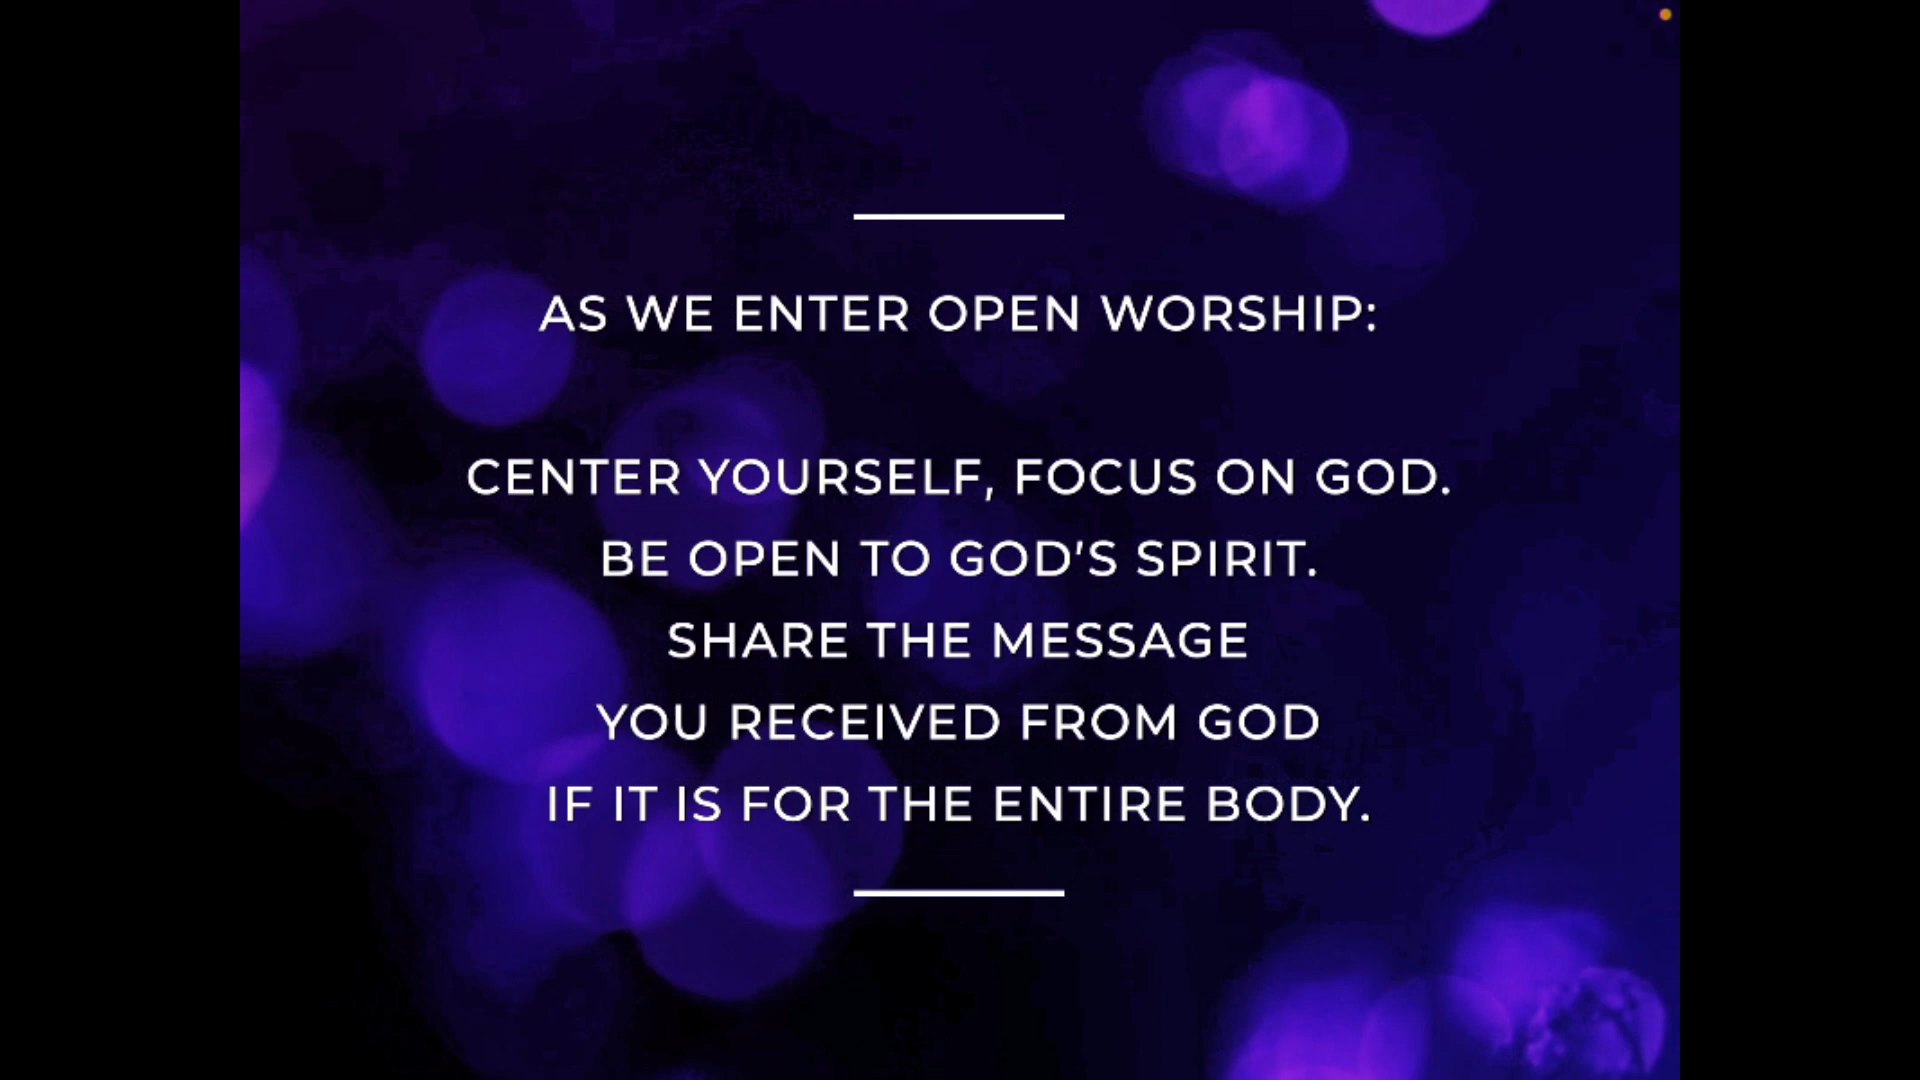 AS WE ENTER OPEN WORSHIP:
CENTER YOURSELF, FOCUS ON GOD.
BE OPEN TO GOD'S SPIRIT.
SHARE THE MESSAGE
YOU RECEIVED FROM GOD
IF IT IS FOR THE ENTIRE BODY.